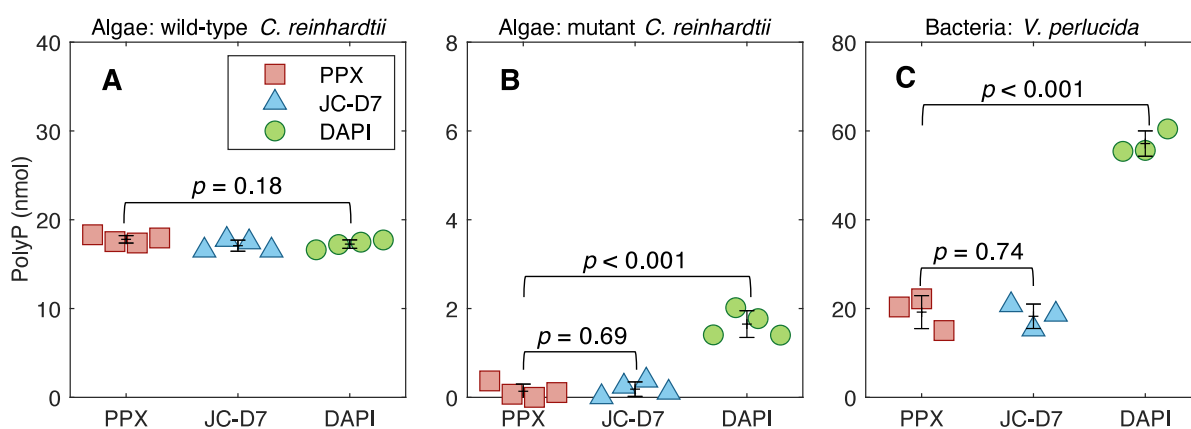 Algae: wild-type C. reinhardtii
40
30
20
10
0
PolyP (nmol)
A
PPX
JC-D7
DAPI
p = 0.18
PPX
JC-D7
DAPI
Algae: mutant C. reinhardtii
8
6
4
2
0
B
p < 0.001
p = 0.69
PPX
JC-D7
DAPI
Bacteria: V. perlucida
80
60
40
20
0
C
p < 0.001
p = 0.74
PPX
JC-D7
DAPI